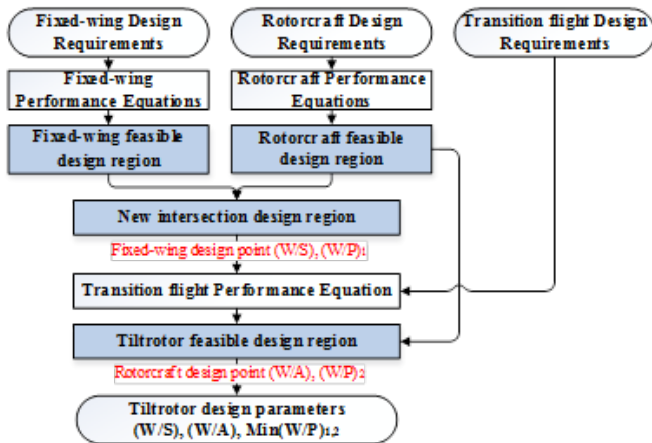 Fixed-wing Design
Requirements
Rotorcraft Design
Requirements
Transition flight Design
Requirements
Fixed-wing
Performance Equations
Rotorcraft Performance
Equations
Fixed-wing feasible
design region
Rotorcraft feasible
design region
New intersection design region
Fixed-wing design point (W/S), (W/P)1
Transition flight Performance Equation
Tiltrotor feasible design region
Rotorcraft design point (W/A), (W/P)2
Tiltrotor design parameters
(W/S), (W/A), Min(W/P)1,2